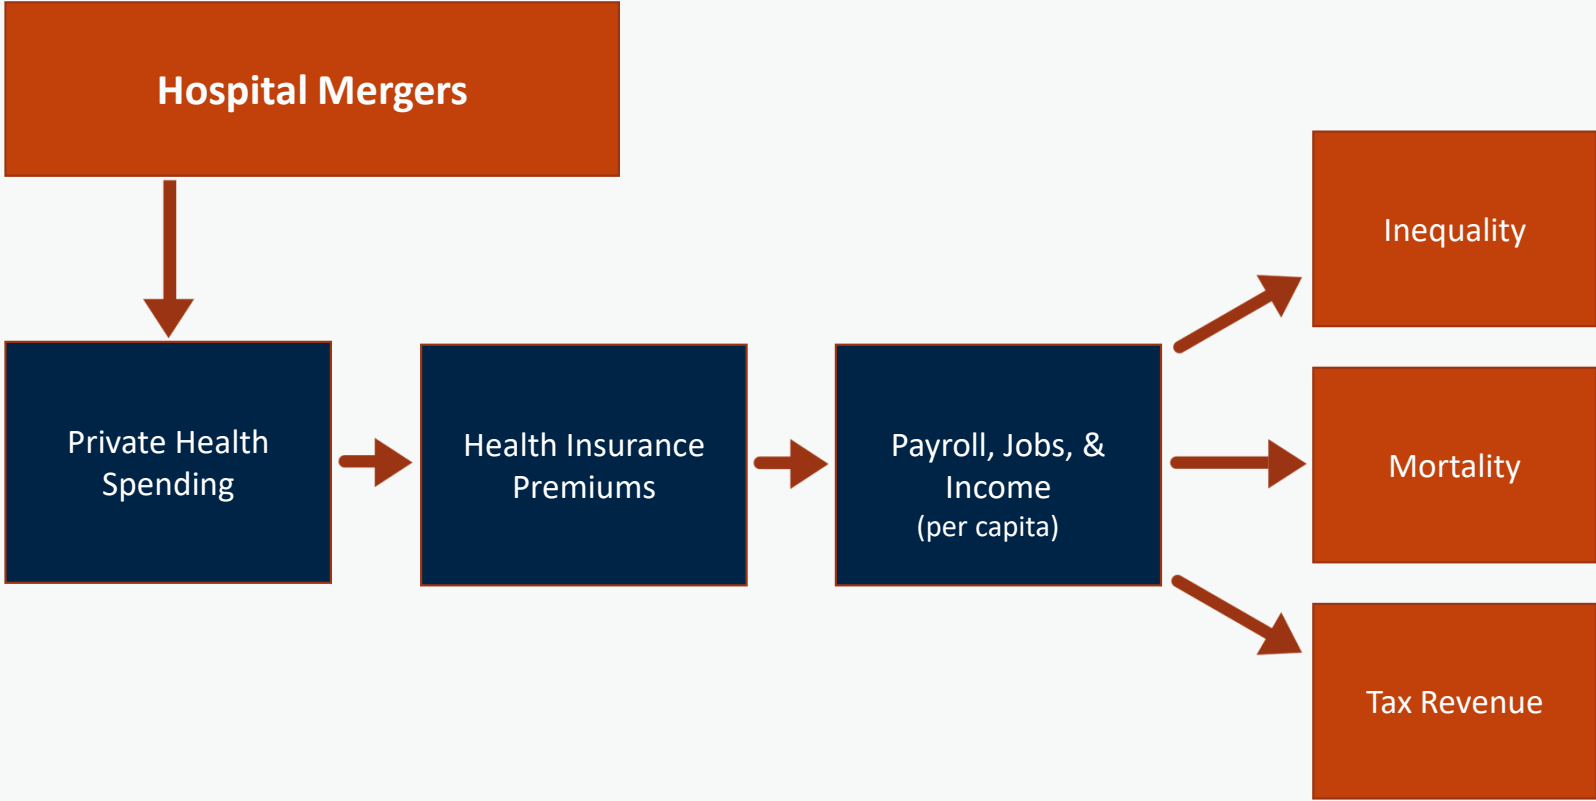 Hospital Mergers
Private Health
Spending
Health Insurance
Premiums
Payroll, Jobs, &
Income
(per capita)
Inequality
Mortality
Tax Revenue